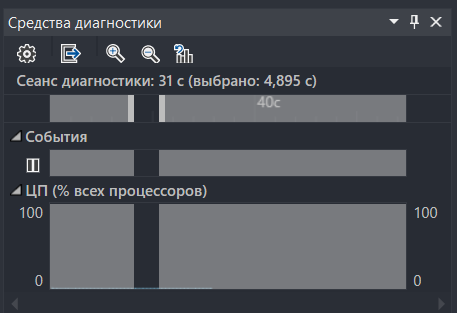 Средства диагностики
Сеанс диагностики: 31 с (выбрано: 4,895 с)
40с
События
ЦП (% всех процессоров)
100 100
0 0